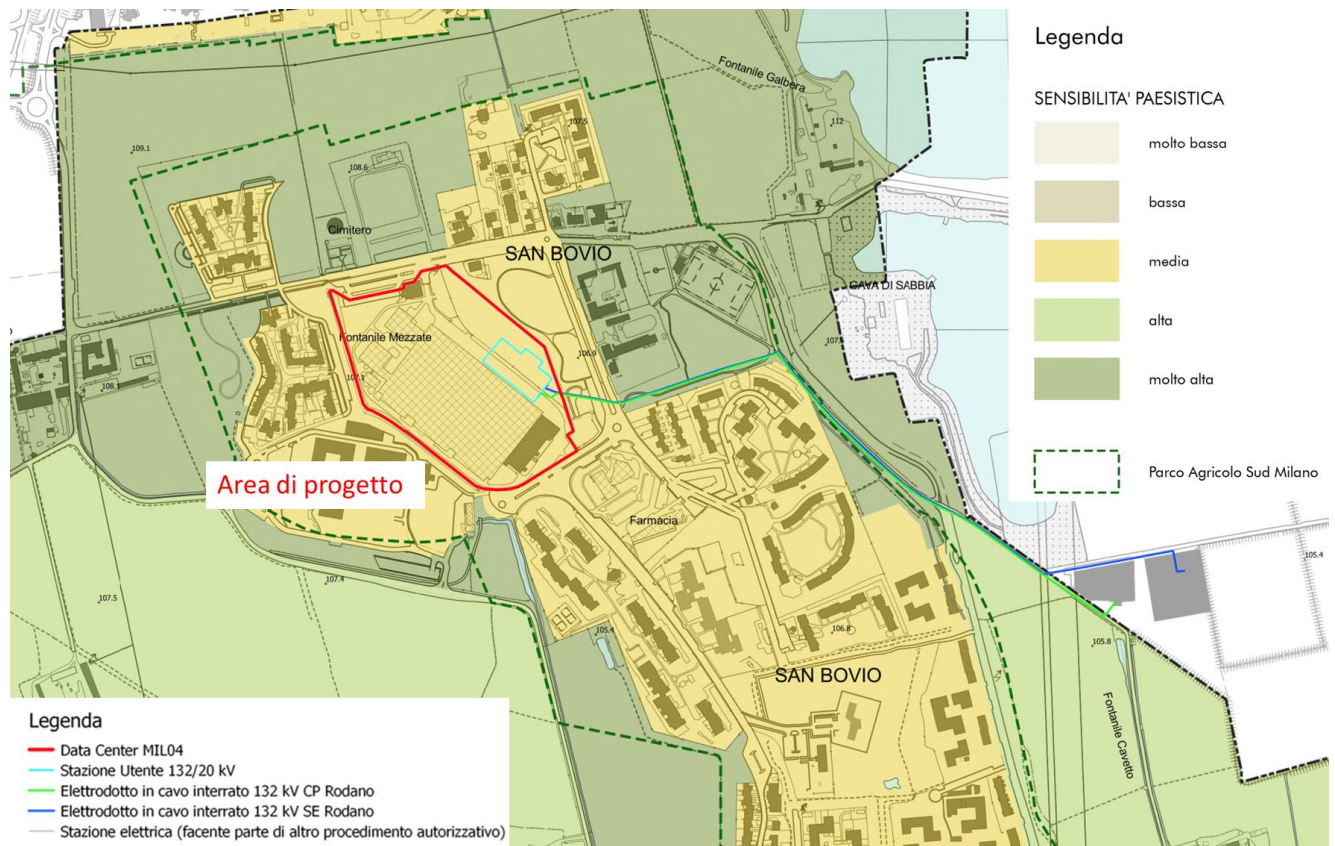 Legenda
SENSIBILITA' PAESISTICA
molto bassa
bassa
media
alta
molto alta
Parco Agricolo Sud Milano
Fontanile Galbera
107.5
112
109.1
108.6
Cimitero
SAN BOVIO
CAVA DI SABBIA
Fontanile Mezzate
106.9
107.1
108.1
Area di progetto
Farmacia
107.4
107.5
105.4
105.4
106.8
105.8
SAN BOVIO
Fontanile Cavetto
Legenda
Data Center MIL04
Stazione Utente 132/20 kV
Elettrodotto in cavo interrato 132 kV CP Rodano
Elettrodotto in cavo interrato 132 kV SE Rodano
Stazione elettrica (facente parte di altro procedimento autorizzativo)